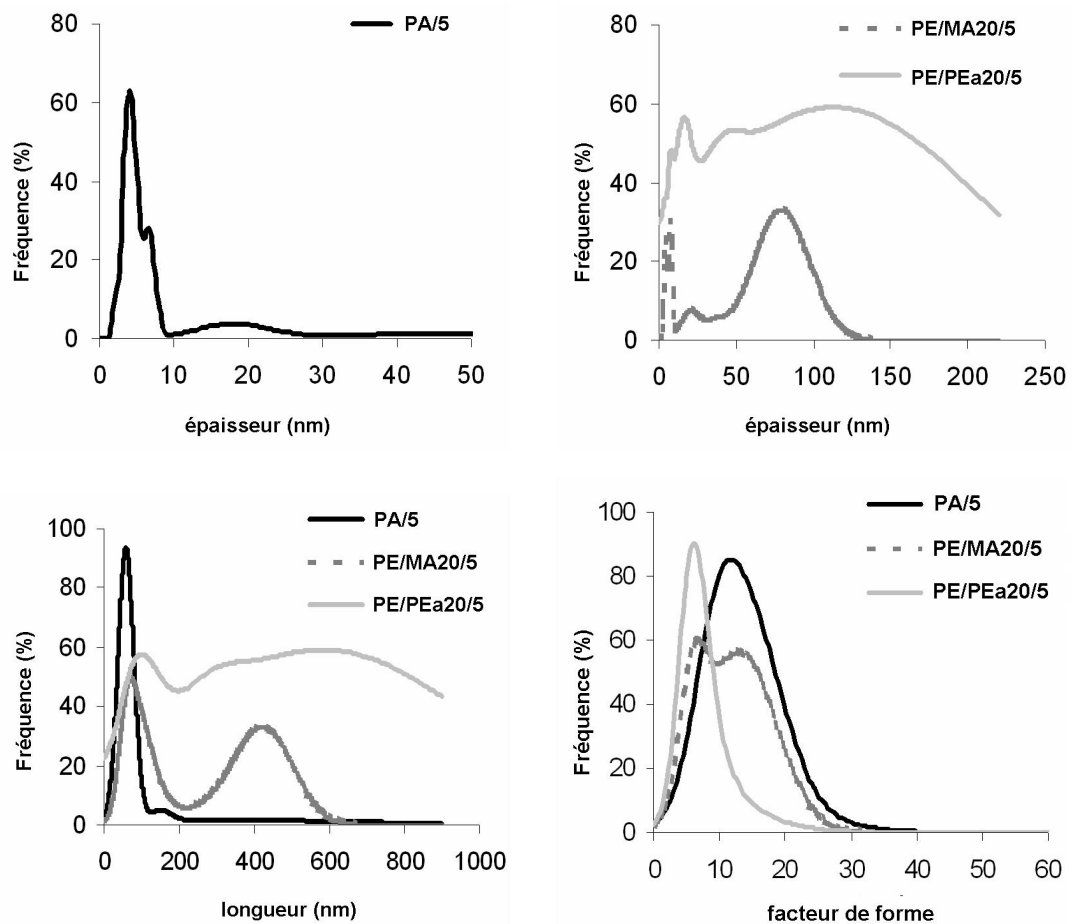 PA/5
80
60
40
20
0
Fréquence (%)
0 10 20 30 40 50
épaisseur (nm)
PE/MA20/5
PE/PEa20/5
80
60
40
20
0
Fréquence (%)
0 50 100 150 200 250
épaisseur (nm)
PA/5
PE/MA20/5
PE/PEa20/5
100
80
60
40
20
0
Fréquence (%)
0 200 400 600 800 1000
longueur (nm)
PA/5
PE/MA20/5
PE/PEa20/5
100
80
60
40
20
0
Fréquence (%)
0 10 20 30 40 50 60
facteur de forme